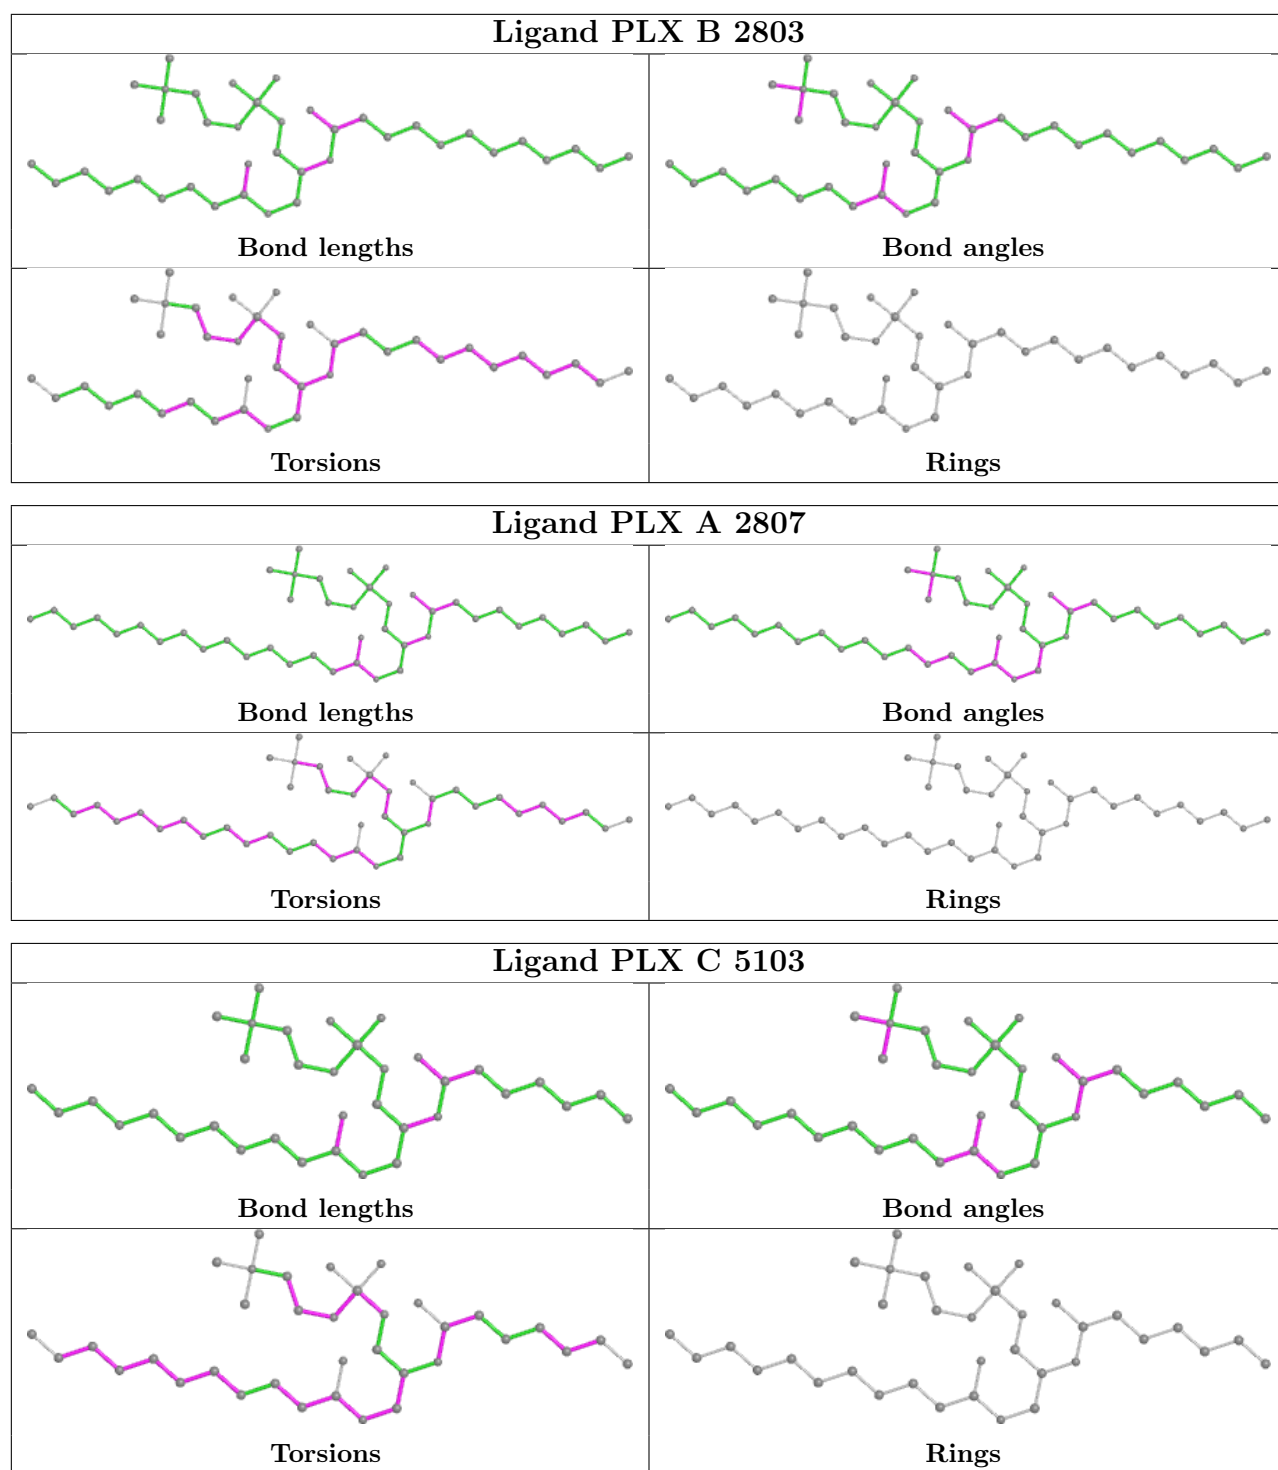 Ligand PLX B 2803
Bond lengths
Bond angles
Torsions
Rings
Ligand PLX A 2807
Bond lengths
Bond angles
Torsions
Rings
Ligand PLX C 5103
Bond lengths
Bond angles
Torsions
Rings